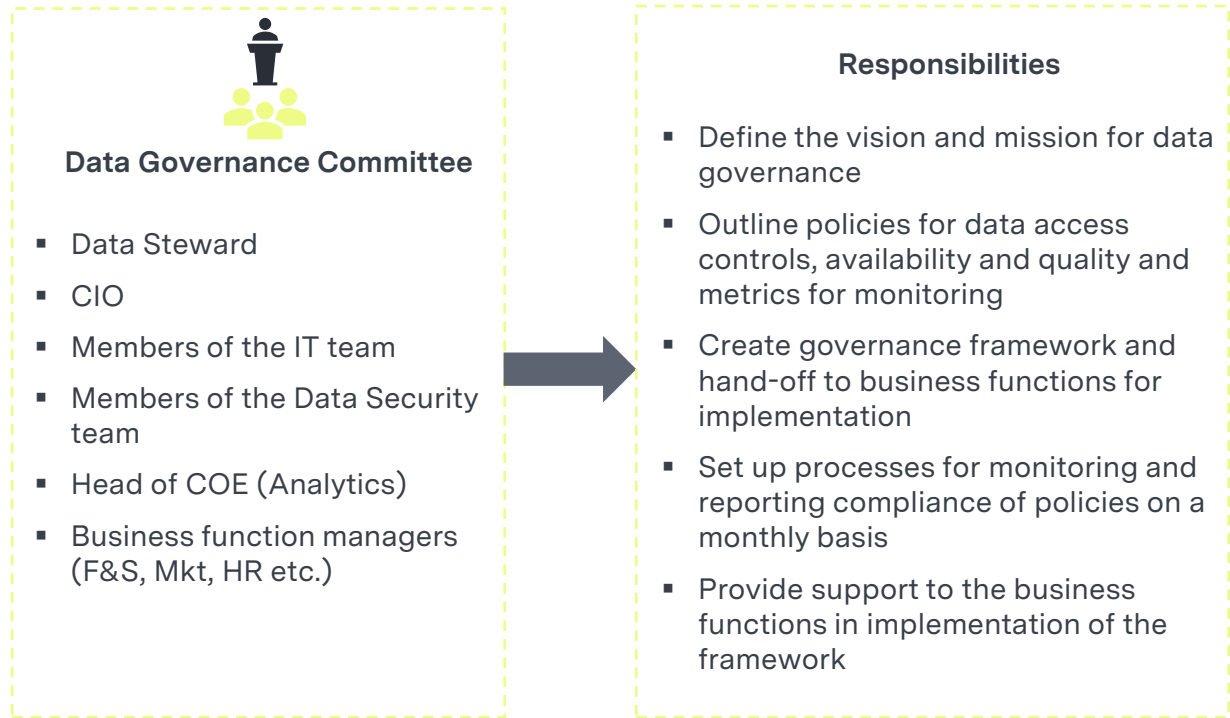 Data Governance Committee
▪ Data Steward
▪ CIO
▪ Members of the IT team
▪ Members of the Data Security
team
▪ Head of COE (Analytics)
▪ Business function managers
(F&S, Mkt, HR etc.)
Responsibilities
▪ Define the vision and mission for data
governance
▪ Outline policies for data access
controls, availability and quality and
metrics for monitoring
▪ Create governance framework and
hand-off to business functions for
implementation
▪ Set up processes for monitoring and
reporting compliance of policies on a
monthly basis
▪ Provide support to the business
functions in implementation of the
framework